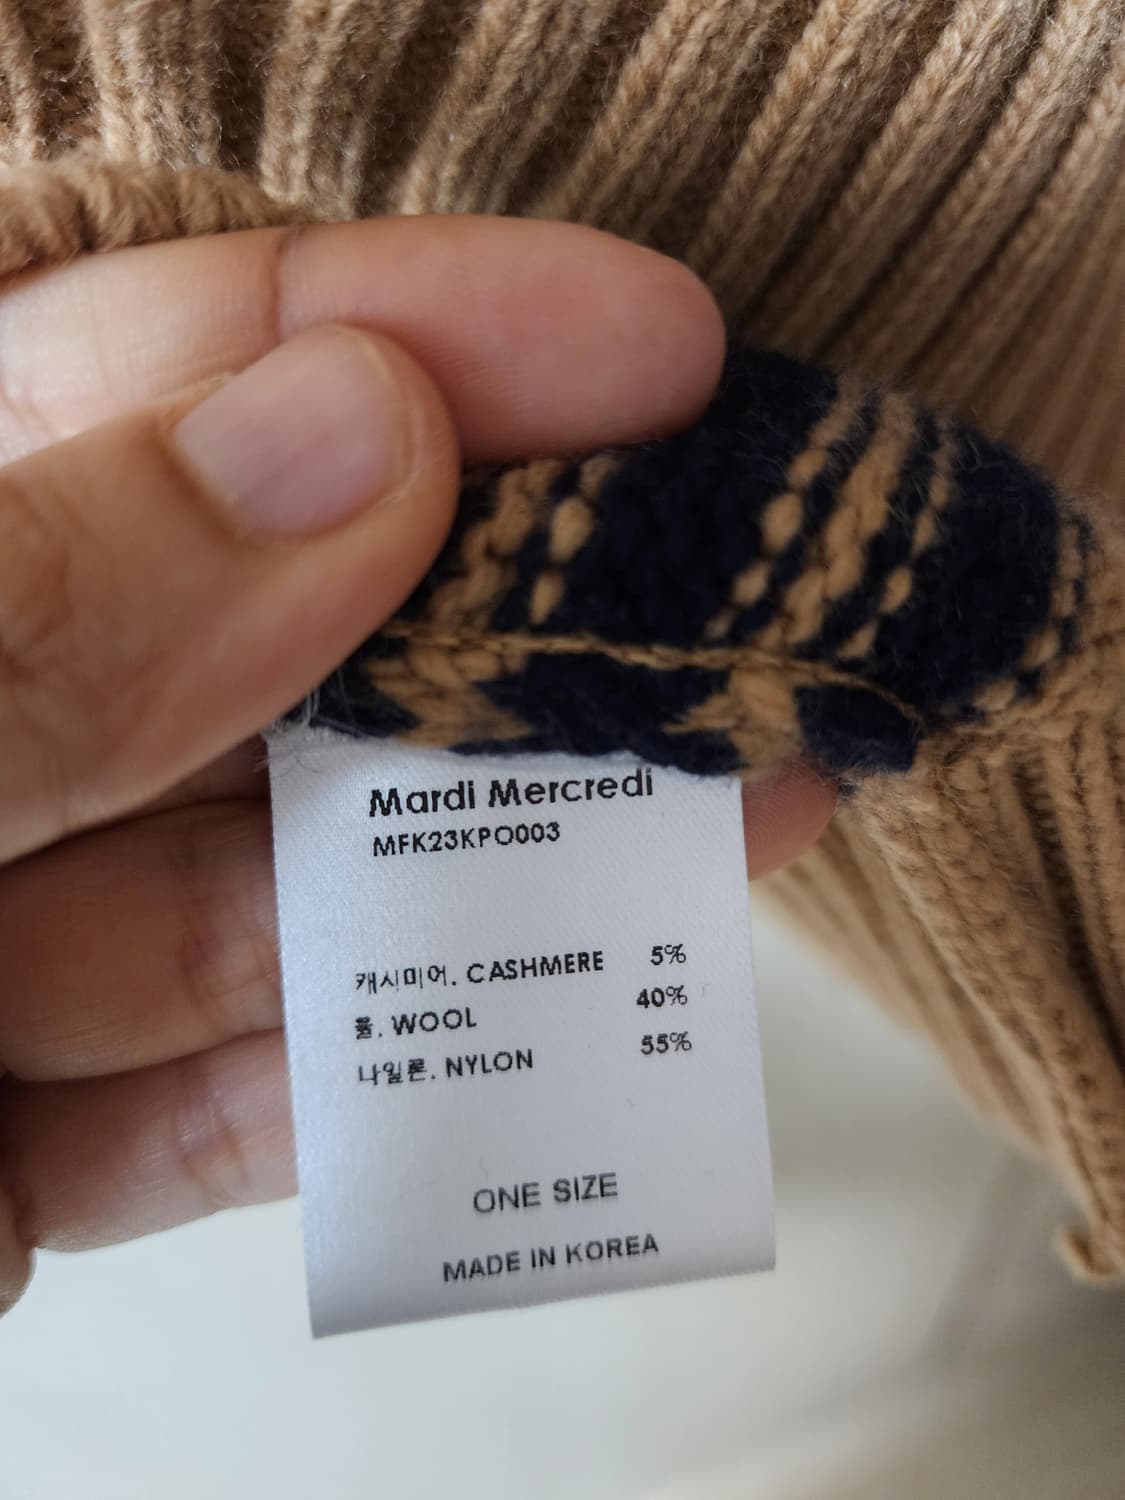 Mardi Mercredi
MFK23KPO003
캐시미어. CASHMERE 5%
울. WOOL 40%
나일론. NYLON 55%
ONE SIZE
MADE IN KOREA